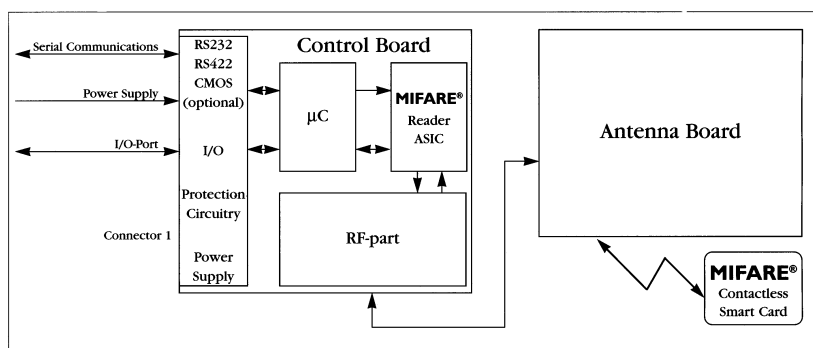 Serial Communications
Power Supply
I/O-Port
Connector 1
RS232
RS422
CMOS
(optional)
I/O
Protection
Circuitry
Power
Supply
Control Board
µC
MIFARE®
Reader
ASIC
RF-part
Antenna Board
MIFARE®
Contactless
Smart Card